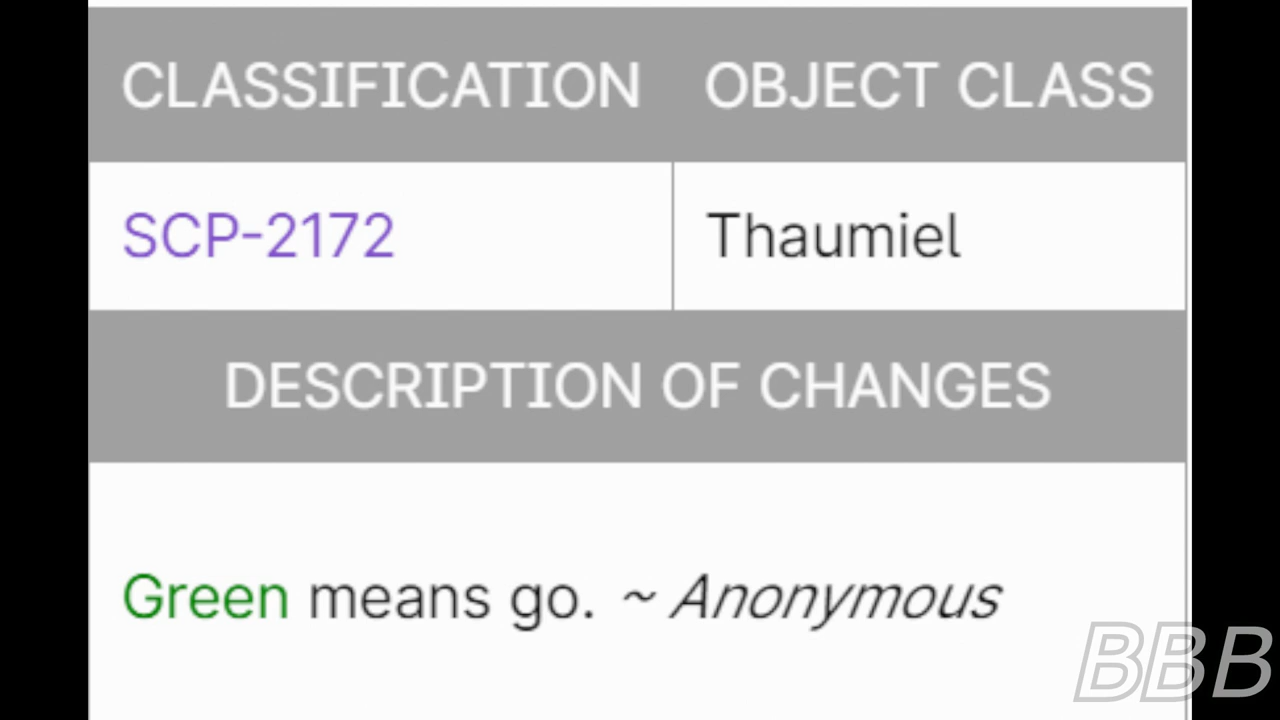 CLASSIFICATION OBJECT CLASS
SCP-2172 Thaumiel
DESCRIPTION OF CHANGES
Green means go. ~ Anonymous
BBB